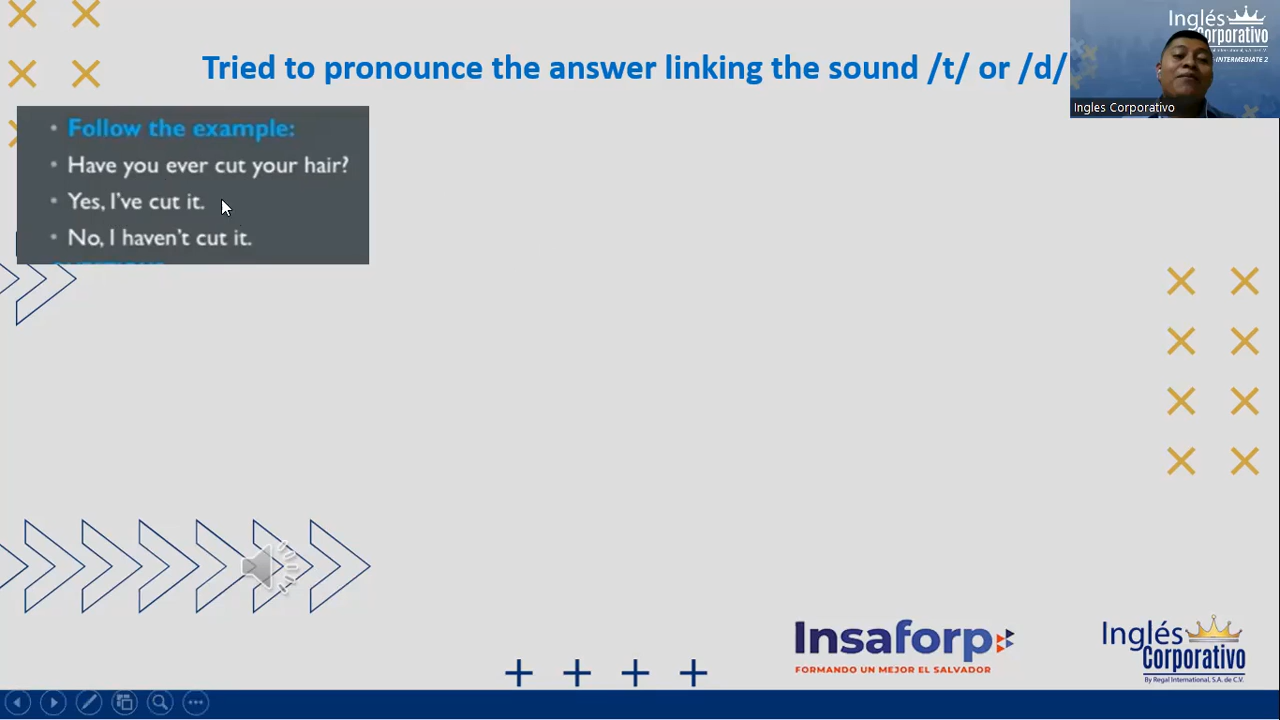 Inglés
Corporativo
INTERMEDIATE 2
Ingles Corporativo
Tried to pronounce the answer linking the sound /t/ or /d/
• Follow the example:
• Have you ever cut your hair?
• Yes, I've cut it.
• No, I haven't cut it.
Insaforp
FORMANDO UN MEJOR EL SALVADOR
Inglés
Corporativo
By Regal International, S.A. de C.V.